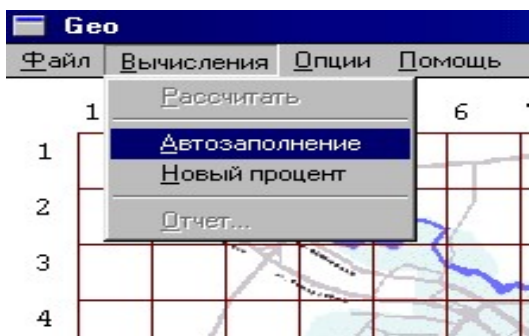 Geo
Файл Вычисления Опции Помощь
Рассчитать
1 6
Автозаполнение
1
Новый процент
2
Отчет...
3
4